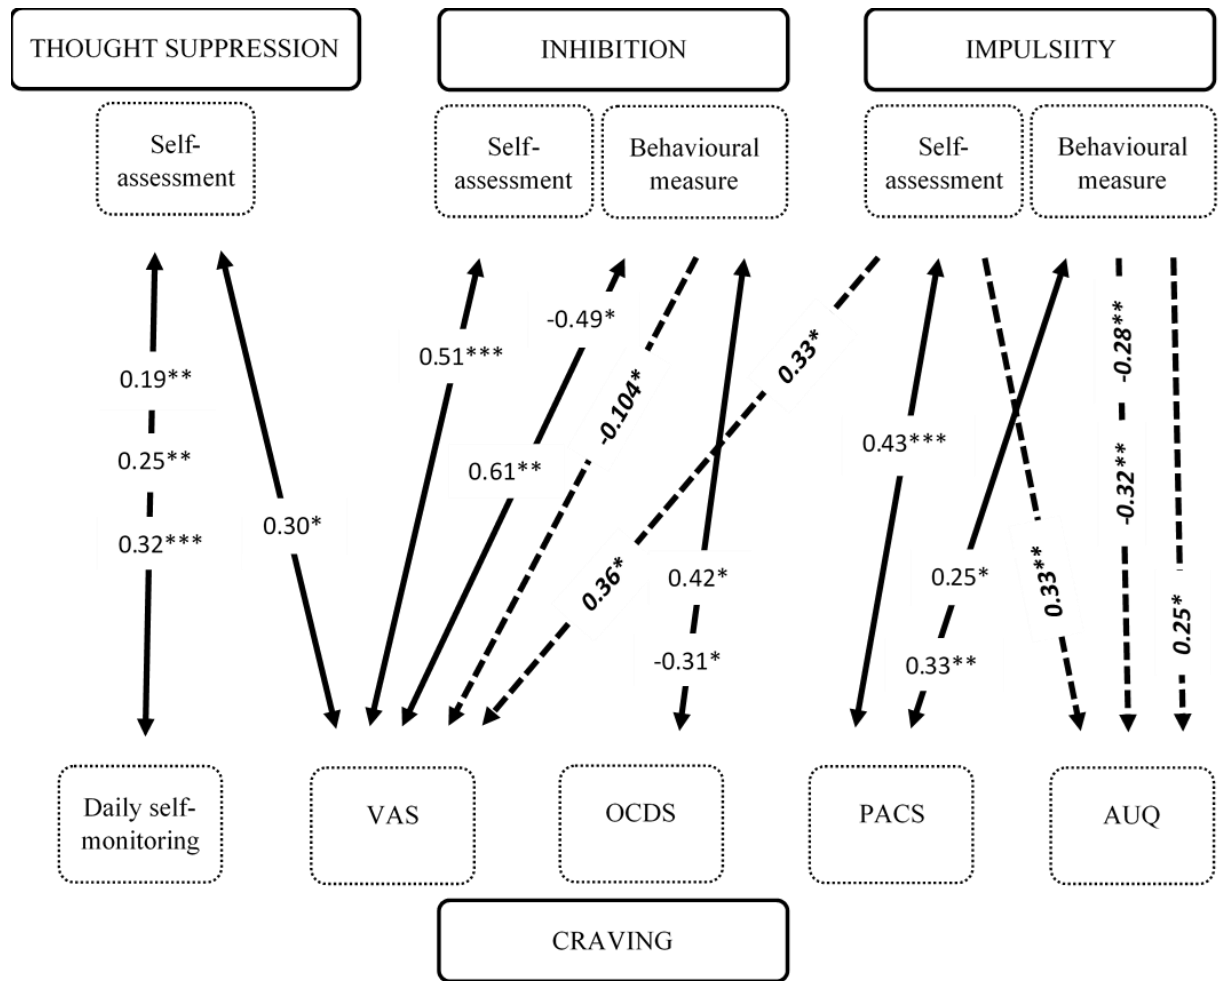 THOUGHT SUPPRESSION
INHIBITION
IMPULSIITY
Self-
assessment
Self-
assessment
Behavioural
measure
Self-
assessment
Behavioural
measure
0.19**
0.25**
0.32***
0.30*
0.51***
-0.49*
0.61**
-0.104*
0.42*
-0.31*
0.33*
0.36*
0.43***
0.25*
0.33**
0.33**
-0.28**
-0.32**
0.25*
Daily self-
monitoring
VAS
OCDS
PACS
AUQ
CRAVING